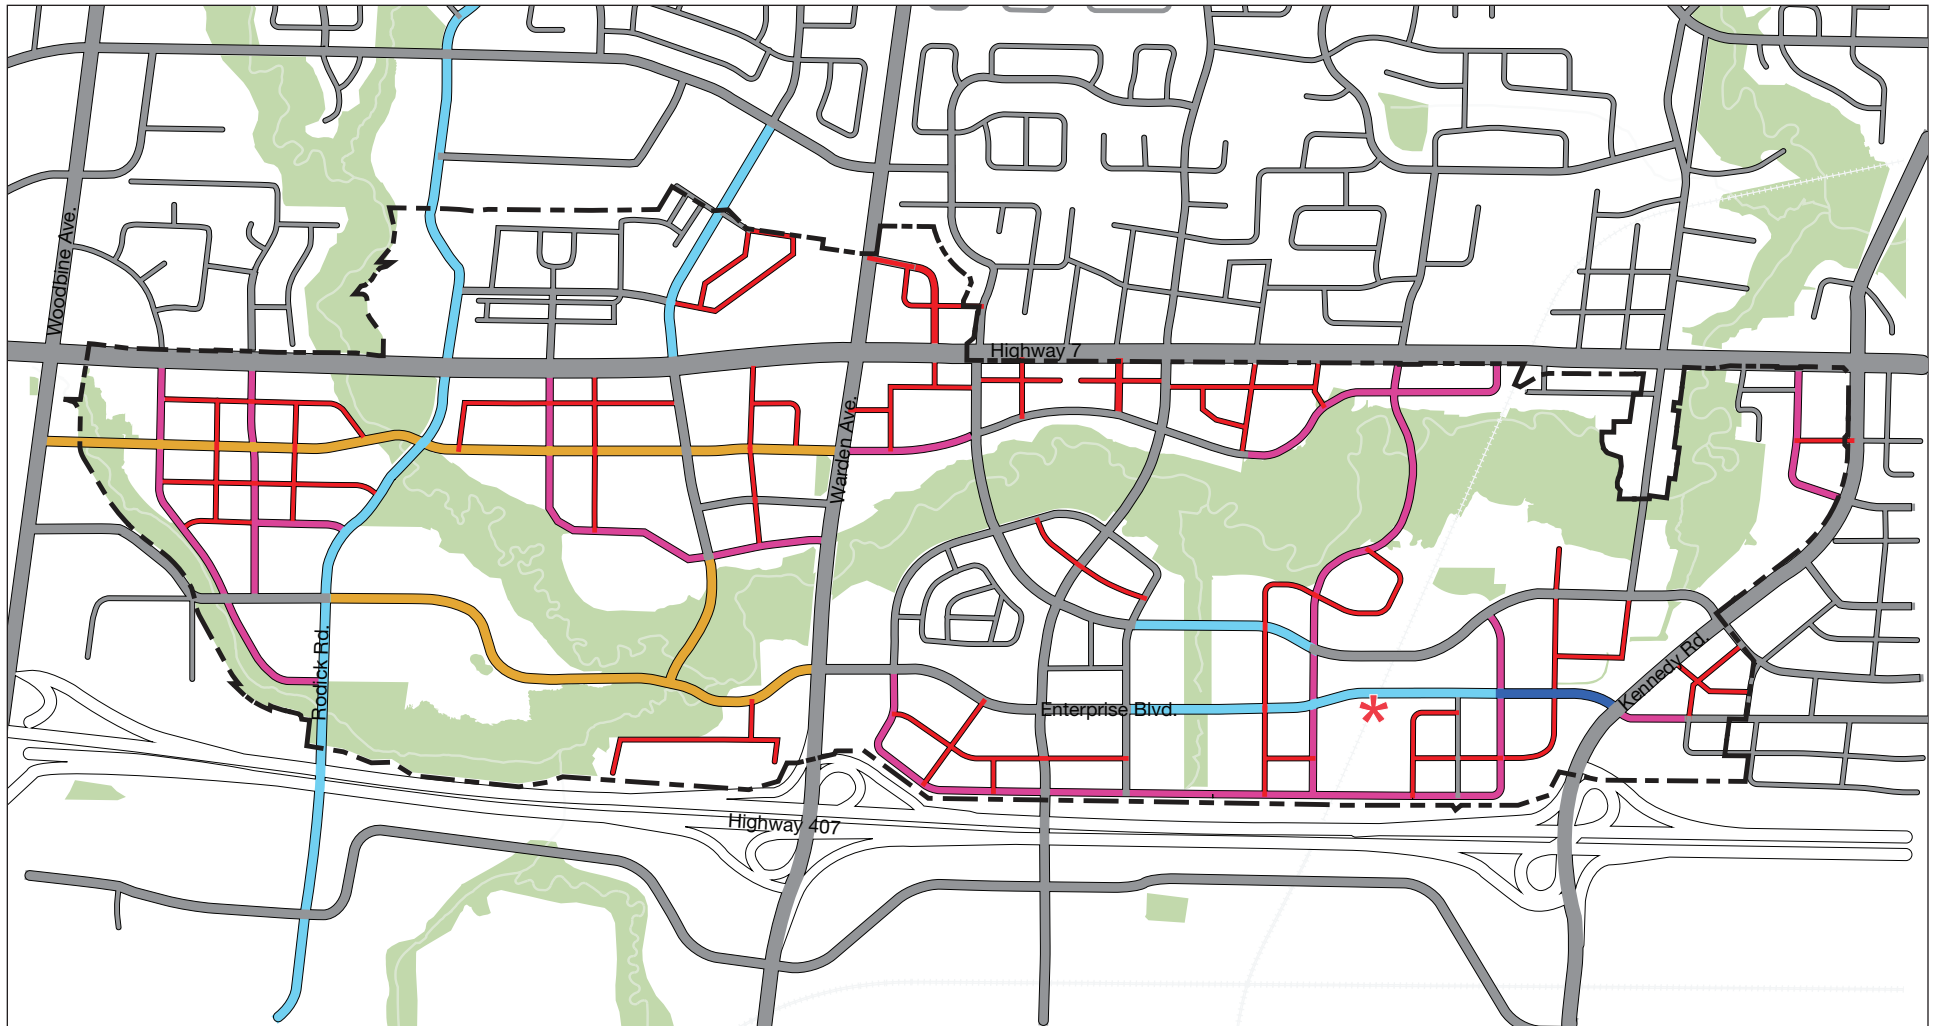 Woodbine Ave.
Highway 7
Warden Ave.
Rodick Rd.
Kennedy Rd.
Enterprise Blvd.
*
Highway 407